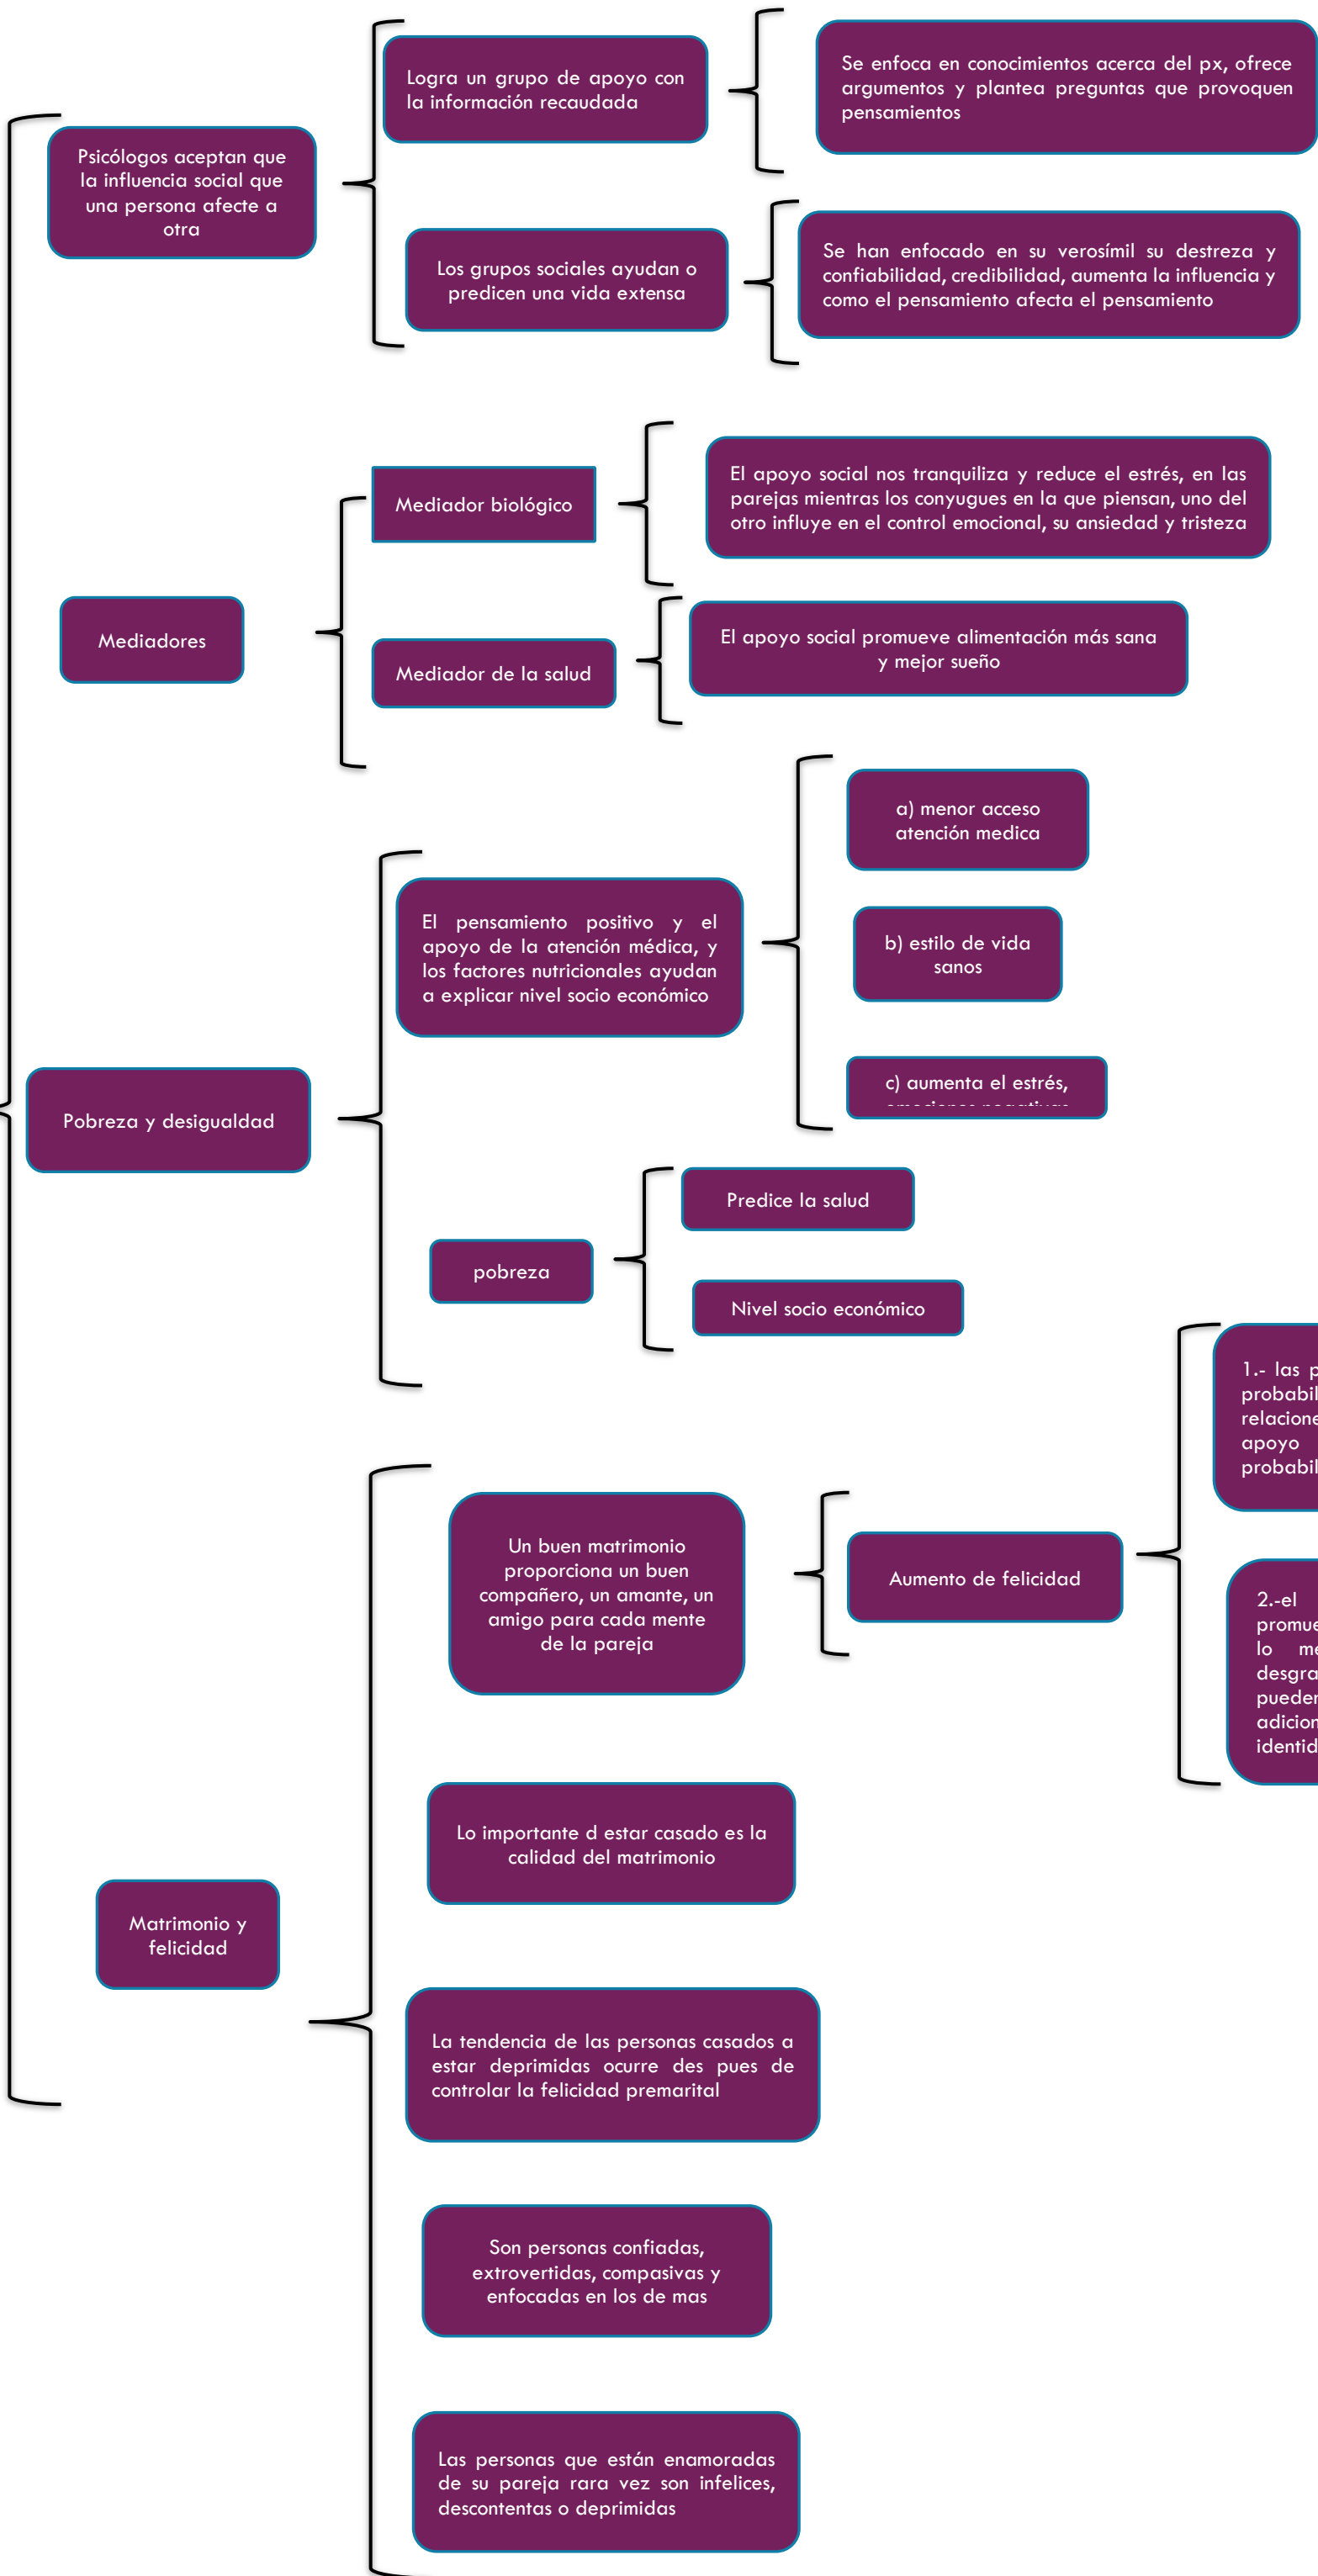 Logra un grupo de apoyo con
la información recaudada
Se enfoca en conocimientos acerca del px, ofrece
argumentos y plantea preguntas que provoquen
pensamientos
Psicólogos aceptan que
la influencia social que
una persona afecte a
otra
Los grupos sociales ayudan o
predicen una vida extensa
Se han enfocado en su verosímil su destreza y
confiabilidad, credibilidad, aumenta la influencia y
como el pensamiento afecta el pensamiento
Mediadores
Mediador biológico
El apoyo social nos tranquiliza y reduce el estrés, en las
parejas mientras los conyugues en la que piensan, uno del
otro influye en el control emocional, su ansiedad y tristeza
Mediador de la salud
El apoyo social promueve alimentación más sana
y mejor sueño
Pobreza y desigualdad
El pensamiento positivo y el
apoyo de la atención médica, y
los factores nutricionales ayudan
a explicar nivel socio económico
a) menor acceso
atención medica
b) estilo de vida
sanos
c) aumenta el estrés,
pobreza
Predice la salud
Nivel socio económico
Matrimonio y
felicidad
Un buen matrimonio
proporciona un buen
compañero, un amante, un
amigo para cada mente
de la pareja
Aumento de felicidad
1.- las
apoyo
2.-el
lo
Lo importante d estar casado es la
calidad del matrimonio
La tendencia de las personas casados a
estar deprimidas ocurre des pues de
controlar la felicidad premarital
Son personas confiadas,
extrovertidas, compasivas y
enfocadas en los de mas
Las personas que están enamoradas
de su pareja rara vez son infelices,
descontentas o deprimidas